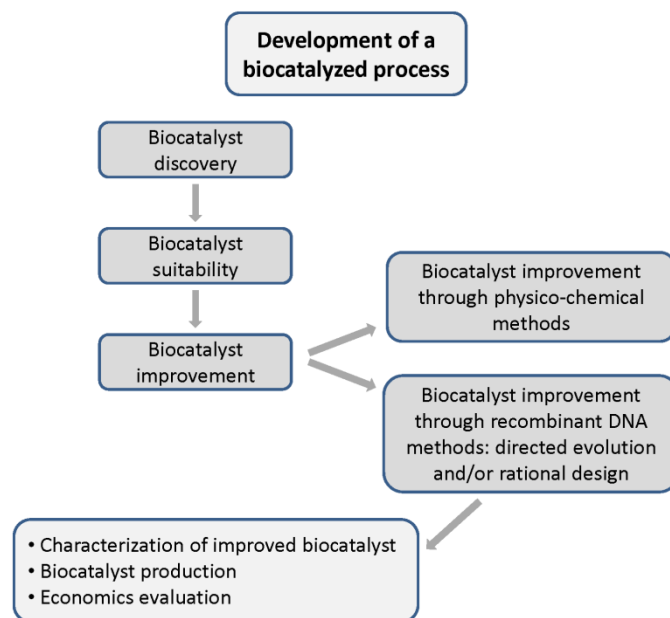 Development of a
biocatalyzed process
Biocatalyst
discovery
Biocatalyst
suitability
Biocatalyst
improvement
Biocatalyst improvement
through physico-chemical
methods
Biocatalyst improvement
through recombinant DNA
methods: directed evolution
and/or rational design
• Characterization of improved biocatalyst
• Biocatalyst production
• Economics evaluation